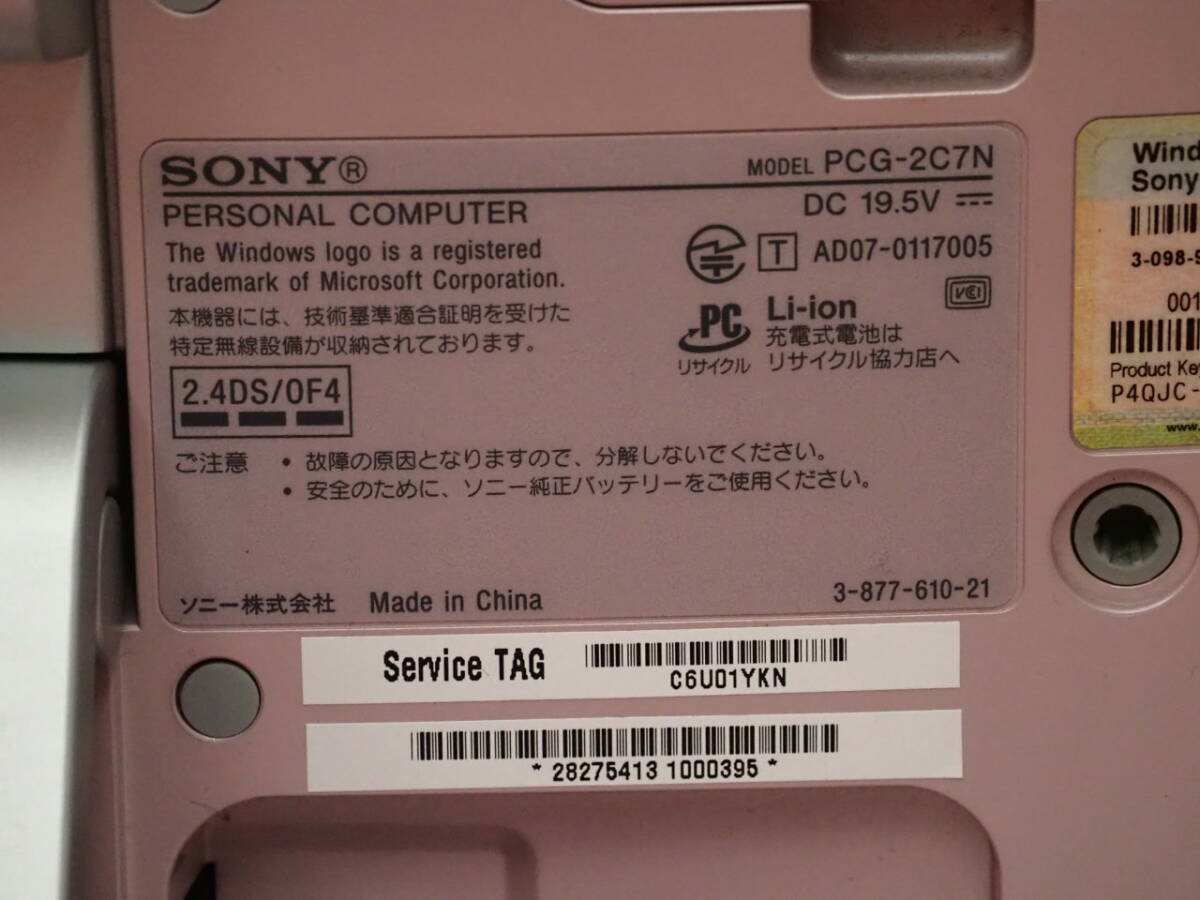 SONY®
MODEL PCG-2C7N
PERSONAL COMPUTER
DC 19.5V
The Windows logo is a registered
trademark of Microsoft Corporation.
T AD07-0117005
本機器には、技術基準適合証明を受けた
特定無線設備が収納されております。
PC
リサイクル
Li-ion
充電式電池は
リサイクル協力店へ
VCI
2.4DS/OF4
ご注意
・故障の原因となりますので、分解しないでください。
・安全のために、ソニー純正バッテリーをご使用ください。
ソニー株式会社 Made in China
3-877-610-21
Service TAG
C6U01YKN
* 28275413 1000395 *
Wind
Sony
3-098-9
001
Product Key
P4QJC-
www.